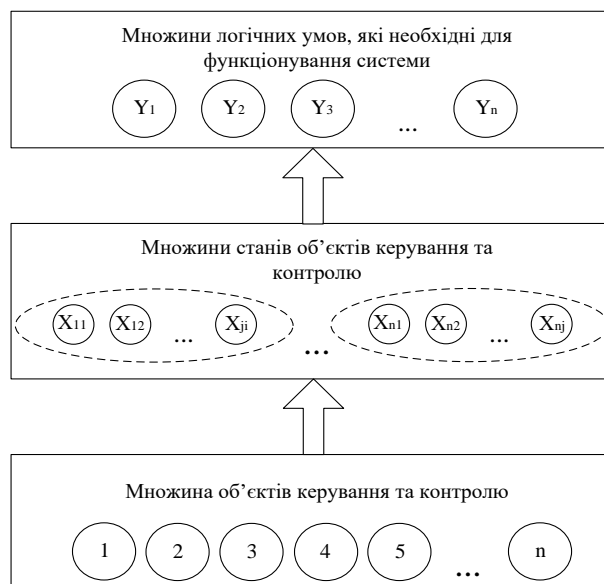 Множини логічних умов, які необхідні для
функціонування системи
Y1 Y2 Y3 ... Yn
Множини станів об’єктів керування та
контролю
X11 X12 ... Xji ... Xn1 Xn2 ... Xnj
Множина об’єктів керування та контролю
1 2 3 4 5 ... n